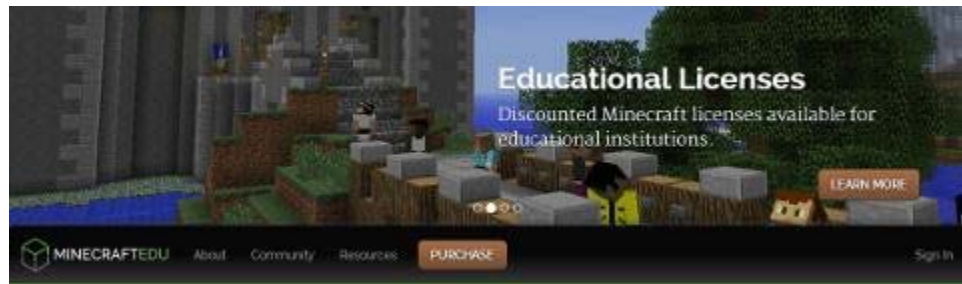 Educational Licenses
Discounted Minecraft licenses available for
educational institutions.
LEARN MORE
MINECRAFTEDU About Community Resources PURCHASE Sign In